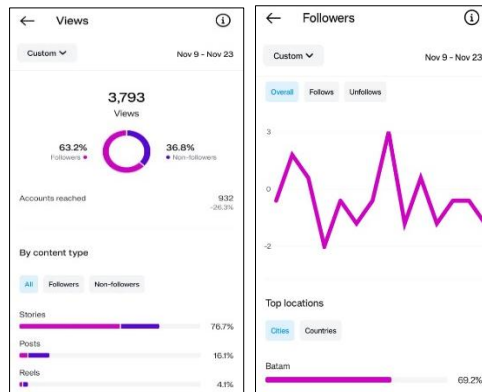 Views
Custom
Nov 9 – Nov 23
3,793
Views
63.2%
Followers
36.8%
Non-followers
Accounts reached
932
-26.3%
By content type
All
Followers
Non-followers
Stories
76.7%
Posts
16.1%
Reels
4.1%
Followers
Custom
Nov 9 – Nov 23
Overall
Follows
Unfollows
3
0
-2
Top locations
Cities
Countries
Batam
69.2%